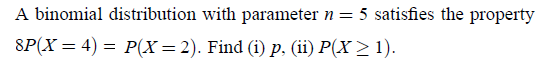 A binomial distribution with parameter n = 5 satisfies the property
8P(X = 4) = P(X = 2). Find (i) p, (ii) P(X ≥ 1).